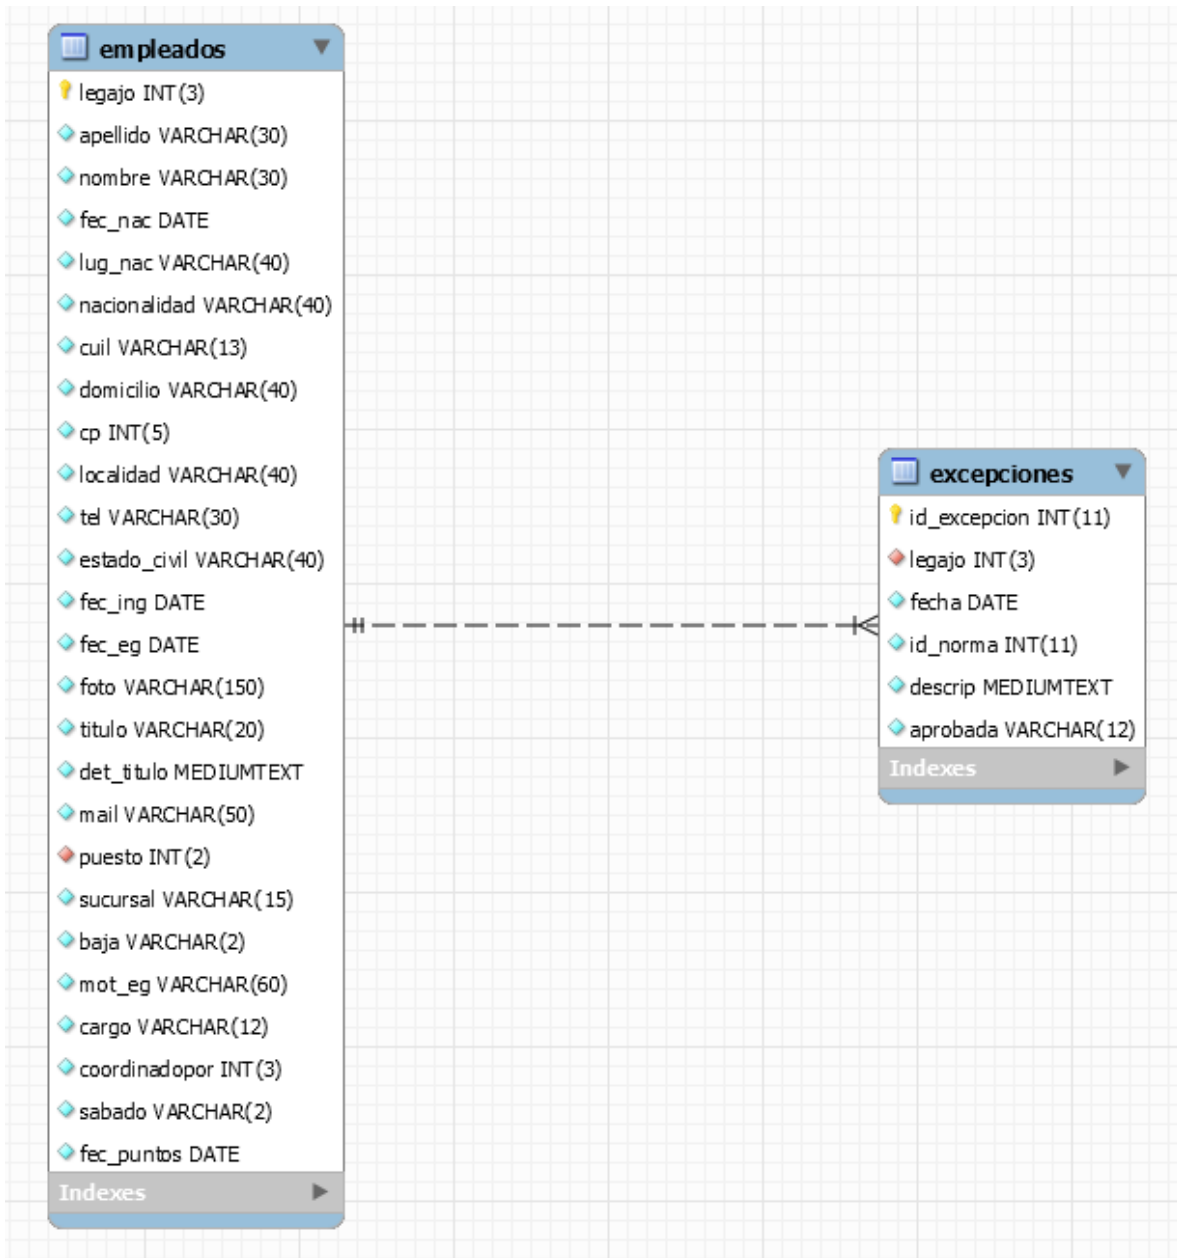 empleados
legajo INT(3)
apellido VARCHAR(30)
nombre VARCHAR(30)
fec_nac DATE
lug_nac VARCHAR(40)
nacionalidad VARCHAR(40)
cuil VARCHAR(13)
domicilio VARCHAR(40)
cp INT(5)
localidad VARCHAR(40)
tel VARCHAR(30)
estado_civil VARCHAR(40)
fec_ing DATE
fec_eg DATE
foto VARCHAR(150)
titulo VARCHAR(20)
det_titulo MEDIUMTEXT
mail VARCHAR(50)
puesto INT(2)
sucursal VARCHAR(15)
baja VARCHAR(2)
mot_eg VARCHAR(60)
cargo VARCHAR(12)
coordinadopor INT(3)
sabado VARCHAR(2)
fec_puntos DATE
Indexes
excepciones
id_excepcion INT(11)
legajo INT(3)
fecha DATE
id_norma INT(11)
descrip MEDIUMTEXT
aprobada VARCHAR(12)
Indexes